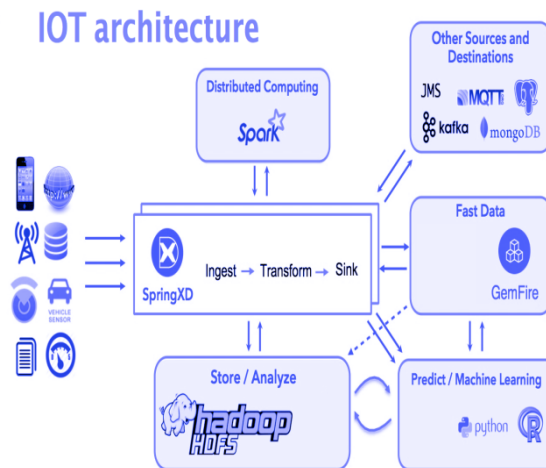 IOT architecture
Distributed Computing
Spark
Other Sources and
Destinations
JMS
MQTT
kafka
mongoDB
VEHICLE
SENSOR
SpringXD
Ingest → Transform → Sink
Fast Data
GemFire
Store / Analyze
hadoop
HDFS
Predict / Machine Learning
python
R